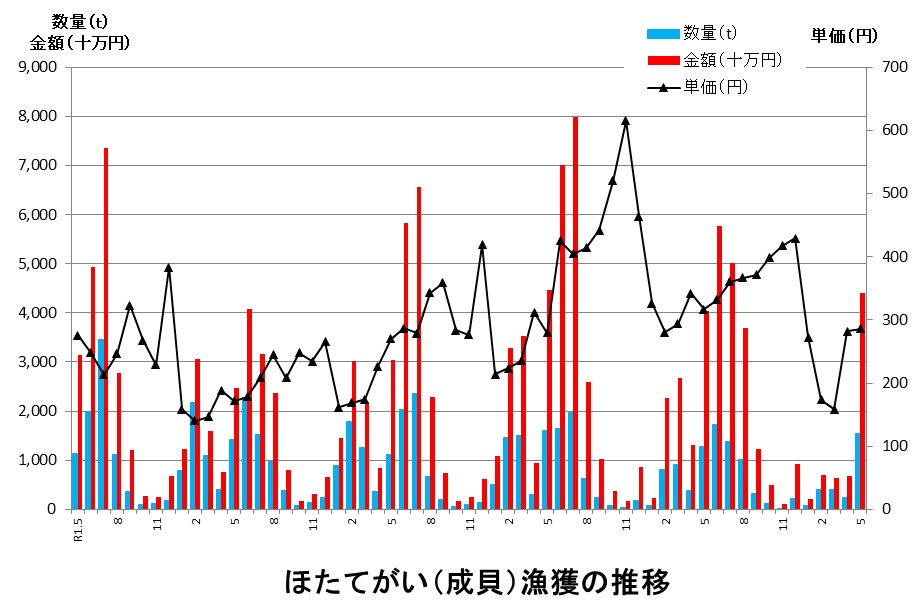 数量(t)
金額(十万円)
単価(円)
数量(t)
金額(十万円)
単価(円)
9,000
8,000
7,000
6,000
5,000
4,000
3,000
2,000
1,000
0
700
600
500
400
300
200
100
0
R1.5 8 11 2 5 8 11 2 5 8 11 2 5 8 11 2 5 8 11 2 5
ほたてがい(成貝)漁獲の推移